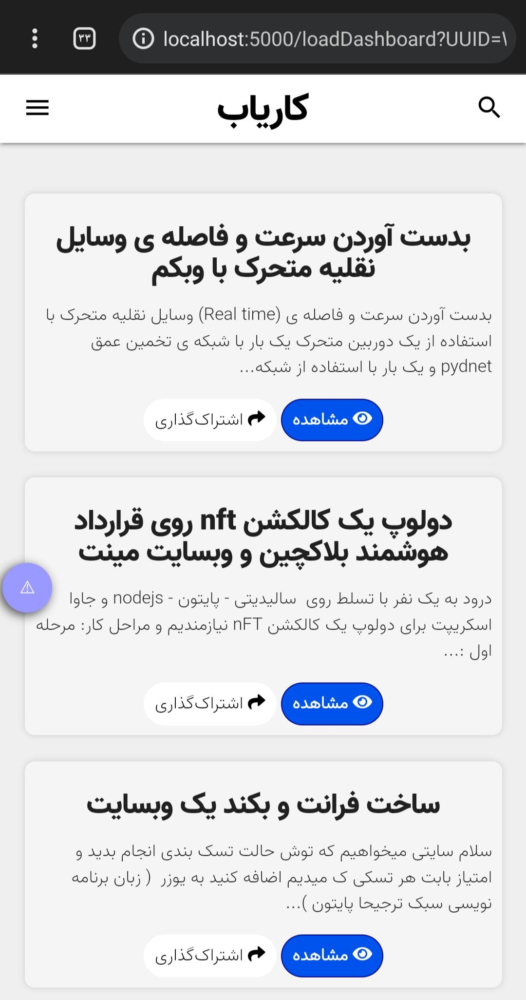 ۳۳
localhost:5000/loadDashboard?UUID=
کاریاب
بدست آوردن سرعت و فاصله ی وسایل
نقلیه متحرک با وبکم
بدست آوردن سرعت و فاصله ی (Real time) وسایل نقلیه متحرک با
استفاده از یک دوربین متحرک یک بار با شبکه ی تخمین عمق
pydnet و یک بار با استفاده از شبکه...
مشاهده
اشتراک‌گذاری
دولوپ یک کالکشن nft روی قرارداد
هوشمند بلاکچین و وبسایت مینت
درود به یک نفر با تسلط روی سالیدیتی - پایتون - nodejs و جاوا
اسکریپت برای دولوپ یک کالکشن nFT نیازمندیم و مراحل کار: مرحله
اول :...
مشاهده
اشتراک‌گذاری
ساخت فرانت و بکند یک وبسایت
سلام سایتی میخواهیم که توش حالت تسک بندی انجام بدید و
امتیاز بابت هر تسکی ک میدیم اضافه کنید به یوزر ( زبان برنامه
نویسی سبک ترجیحا پایتون )...
مشاهده
اشتراک‌گذاری